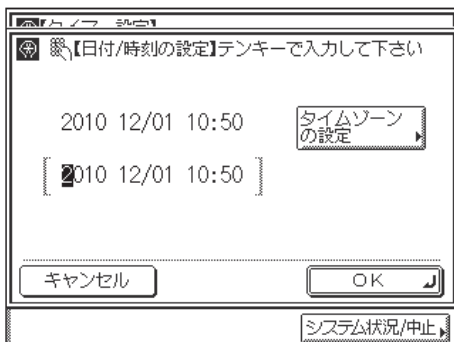 【日付/時刻の設定】テンキーで入力して下さい
2010 12/01 10:50
タイムゾーン
の設定
2010 12/01 10:50
キャンセル
OK
システム状況/中止